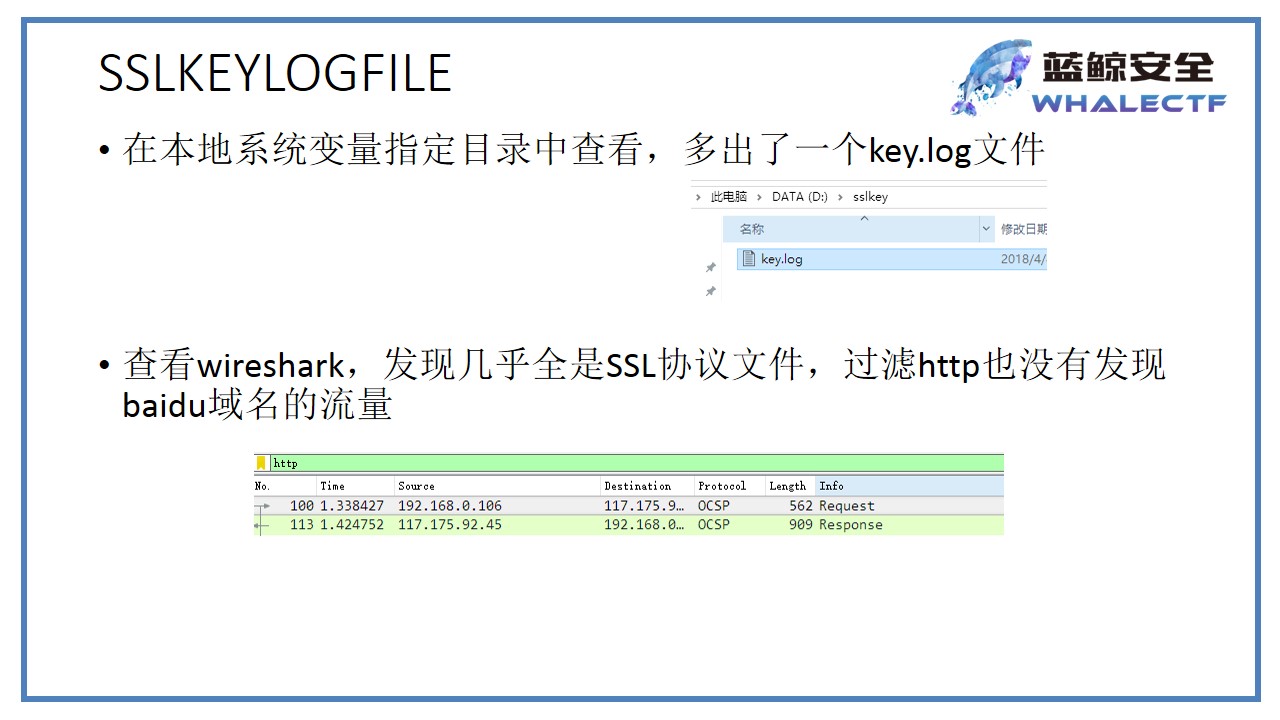 SSLKEYLOGFILE
蓝鲸安全
WHALECTF
• 在本地系统变量指定目录中查看，多出了一个key.log文件
› 此电脑 › DATA (D:) › sslkey
名称 修改日期
key.log 2018/4/
• 查看wireshark，发现几乎全是SSL协议文件，过滤http也没有发现
baidu域名的流量
http
No. Time Source Destination Protocol Length Info
100 1.338427 192.168.0.106 117.175.9… OCSP 562 Request
113 1.424752 117.175.92.45 192.168.0… OCSP 909 Response